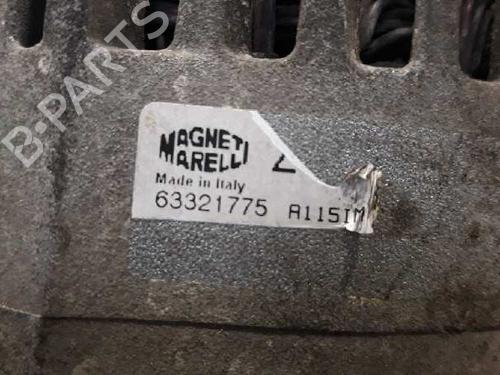 B-PARTS
MAGNETI
MARELLI
Made in Italy
63321775 A115IM